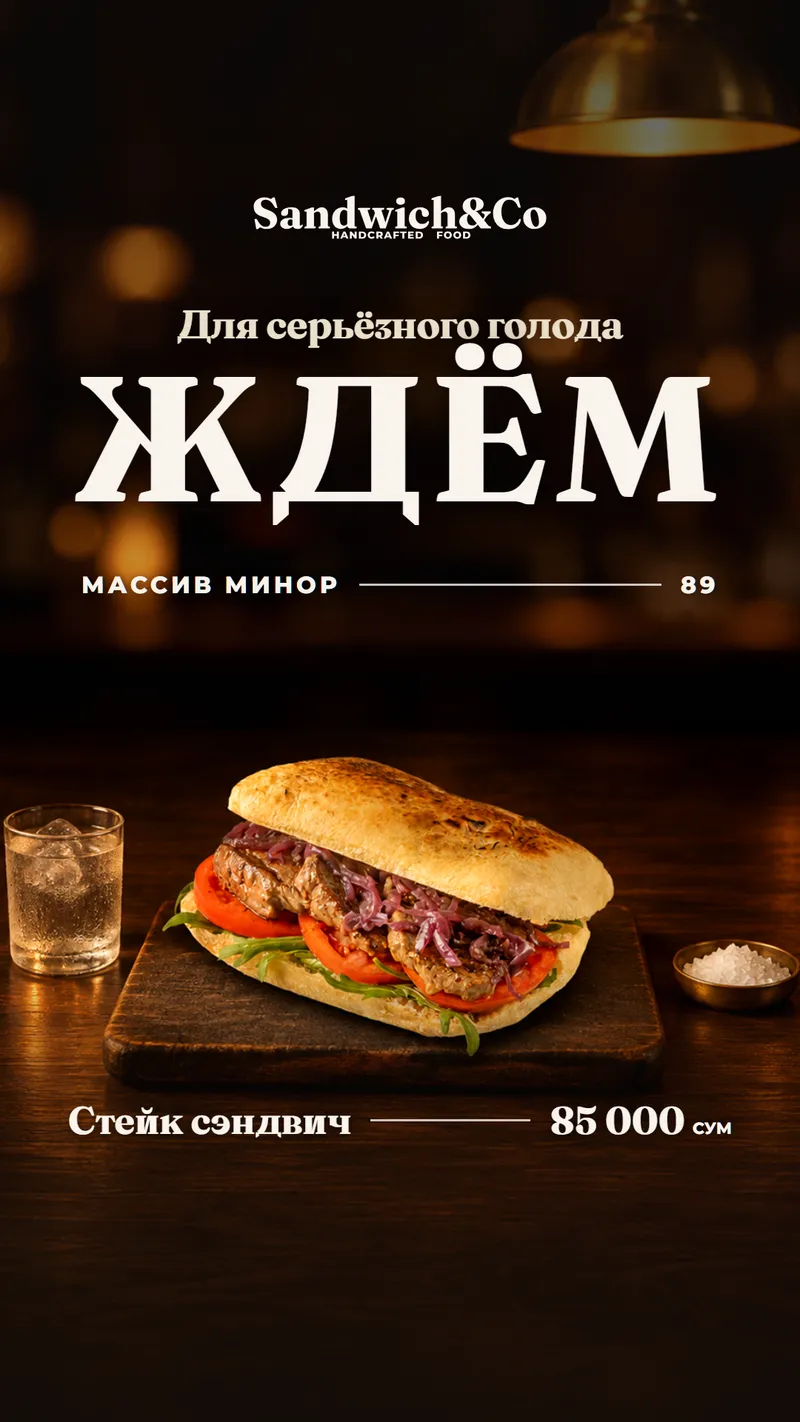 Sandwich&Co
HANDCRAFTED FOOD
Для серьёзного голода
ЖДЁМ
МАССИВ МИНОР 89
Стейк сэндвич 85 000 сум